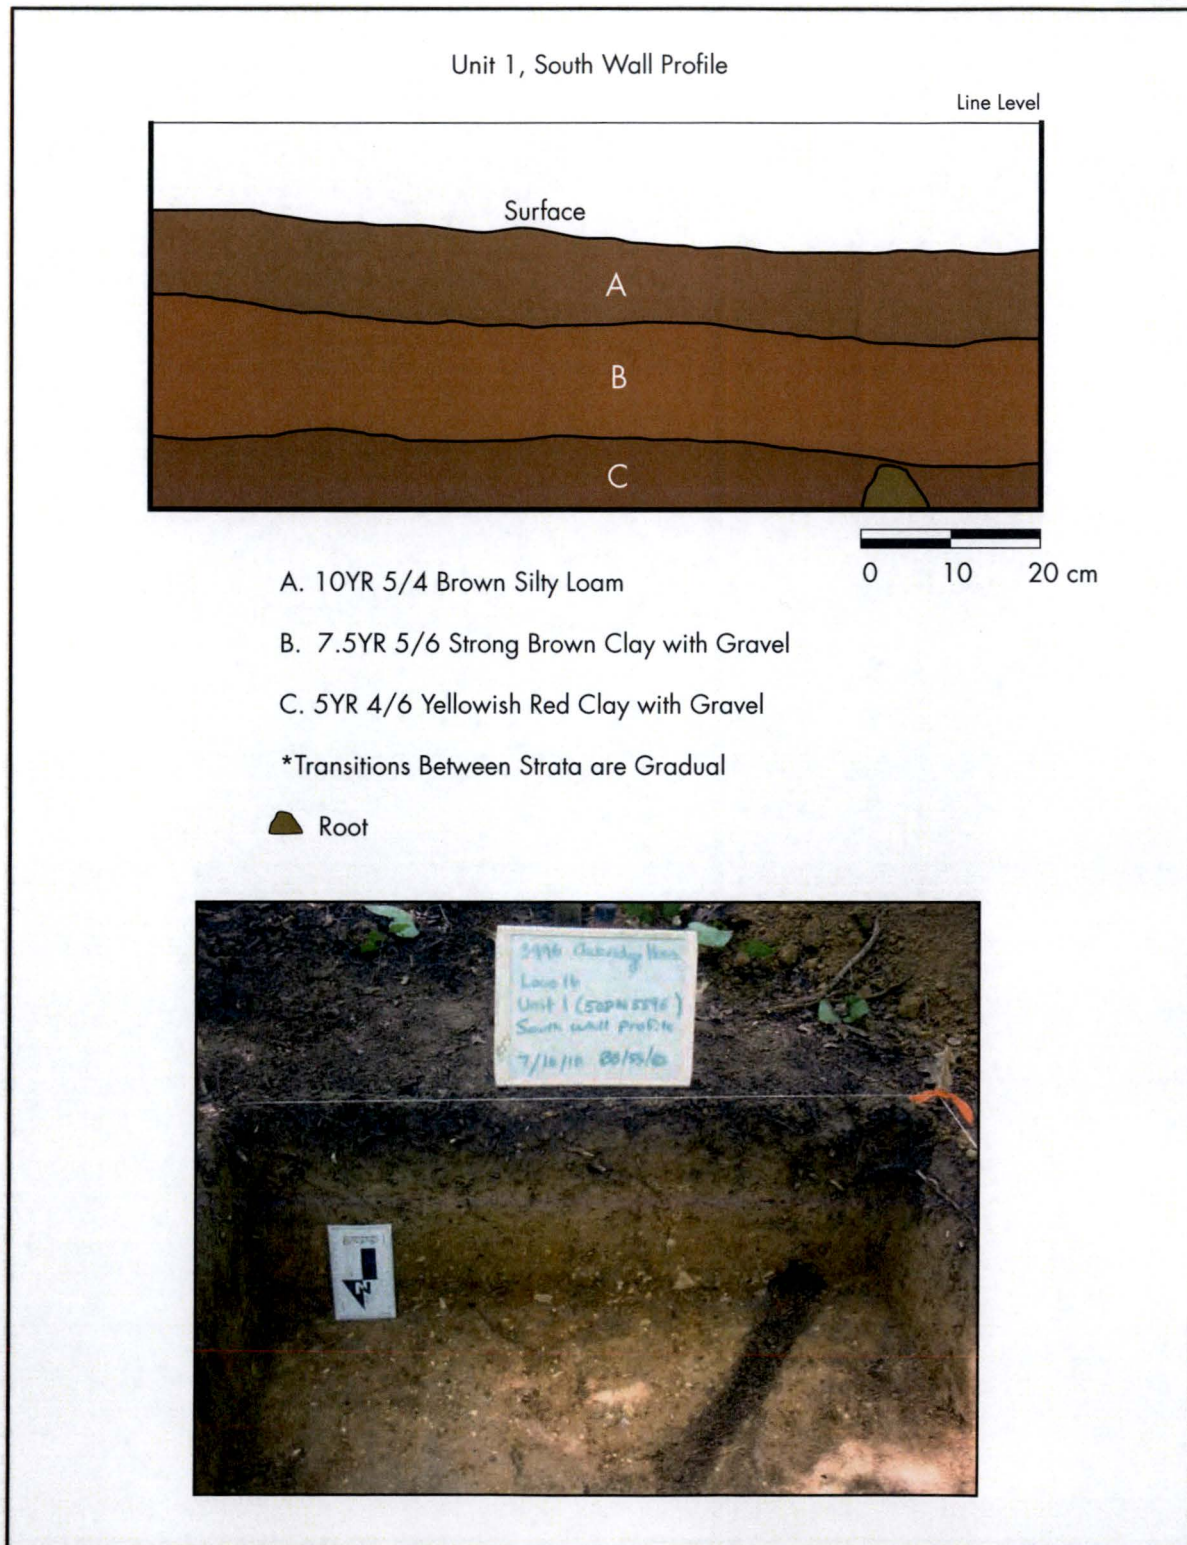 Unit 1, South Wall Profile
Line Level
Surface
A
B
C
0 10 20 cm
A. 10YR 5/4 Brown Silty Loam
B. 7.5YR 5/6 Strong Brown Clay with Gravel
C. 5YR 4/6 Yellowish Red Clay with Gravel
*Transitions Between Strata are Gradual
Root
Unit 1
South wall Profile
N